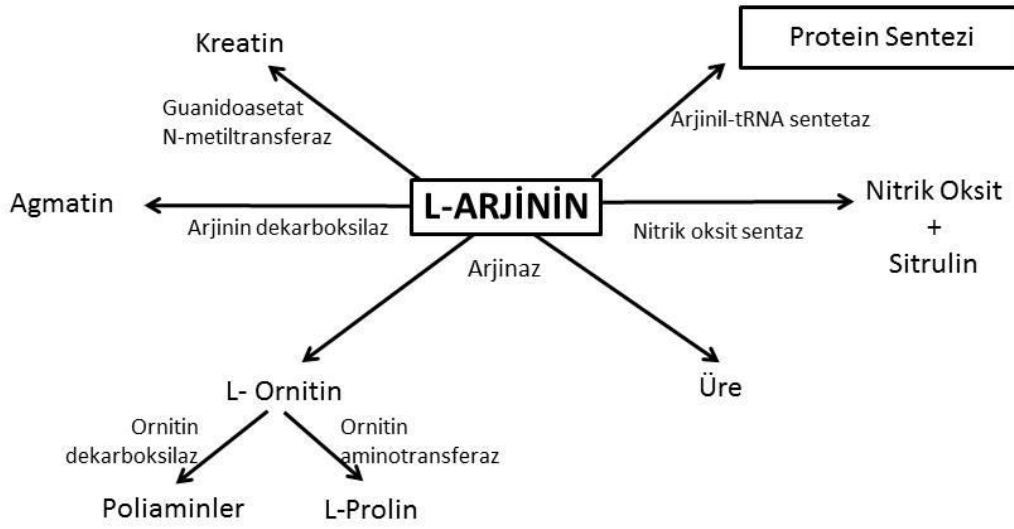 Kreatin
Protein Sentezi
Guanidoasetat
N-metiltransferaz
Arjinil-tRNA sentetaz
L-ARJİNİN
Agmatin
Arjinin dekarboksilaz
Nitrik oksit sentaz
Nitrik Oksit
+
Sitrulin
Arjinaz
L- Ornitin
Üre
Ornitin
dekarboksilaz
Ornitin
aminotransferaz
Poliaminler
L-Prolin